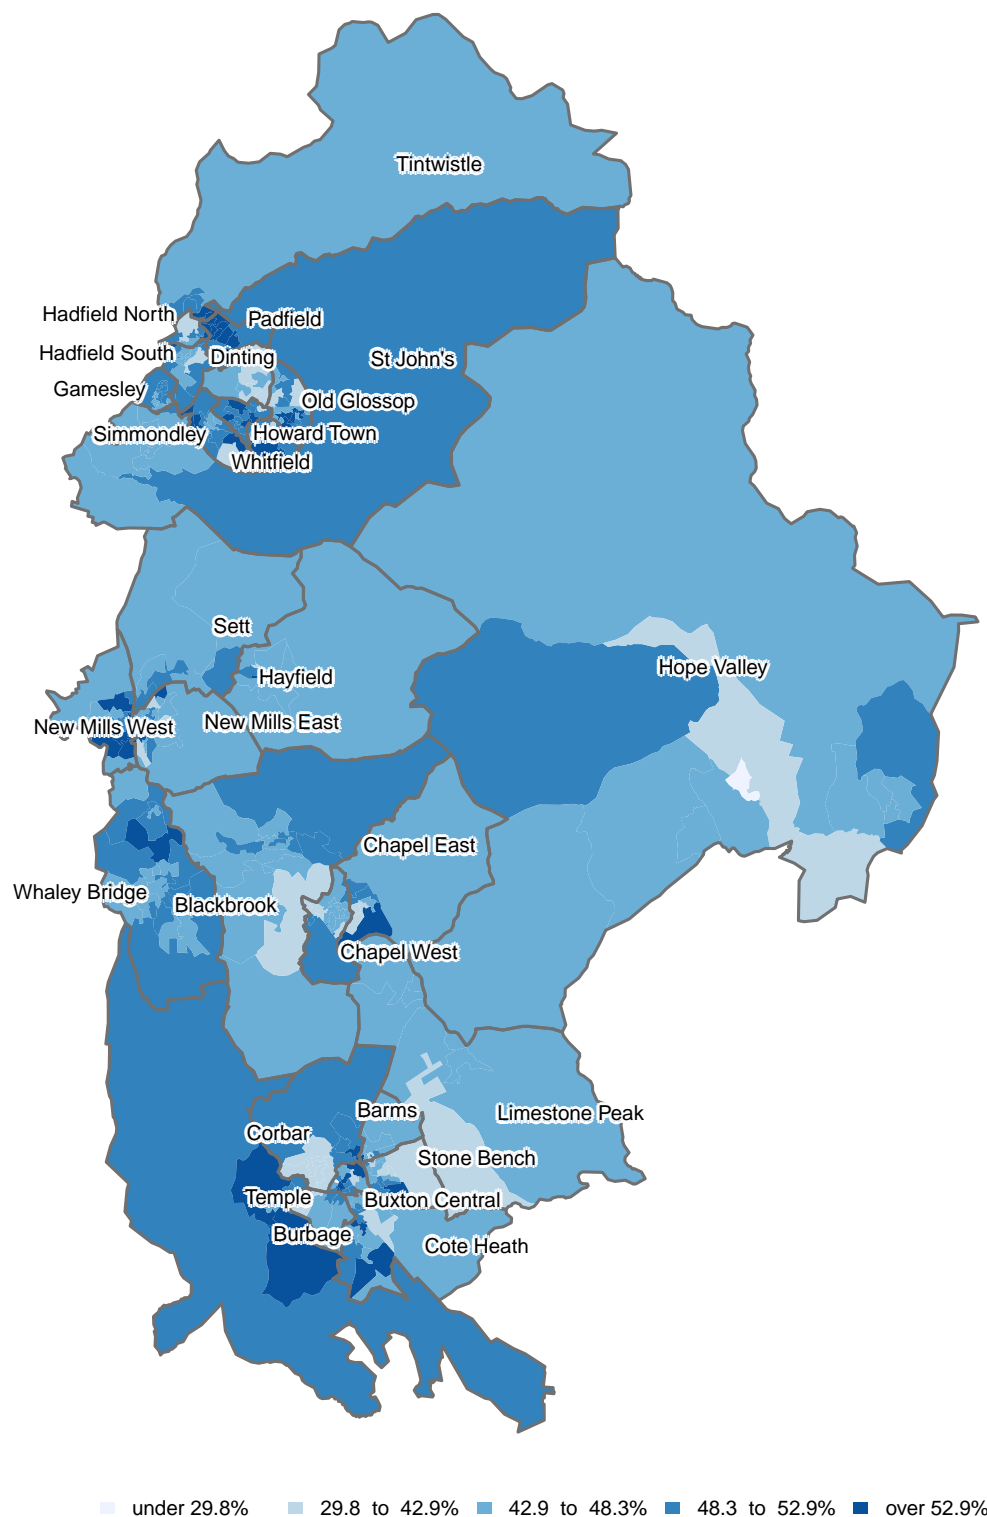 Tintwistle
Hadfield North
Padfield
Hadfield South
Dinting
St John's
Gamesley
Old Glossop
Simmondley
Howard Town
Whitfield
Sett
Hope Valley
Hayfield
New Mills West
New Mills East
Chapel East
Whaley Bridge
Blackbrook
Chapel West
Barms
Limestone Peak
Corbar
Stone Bench
Temple
Buxton Central
Burbage
Cote Heath
under 29.8%
29.8 to 42.9%
42.9 to 48.3%
48.3 to 52.9%
over 52.9%